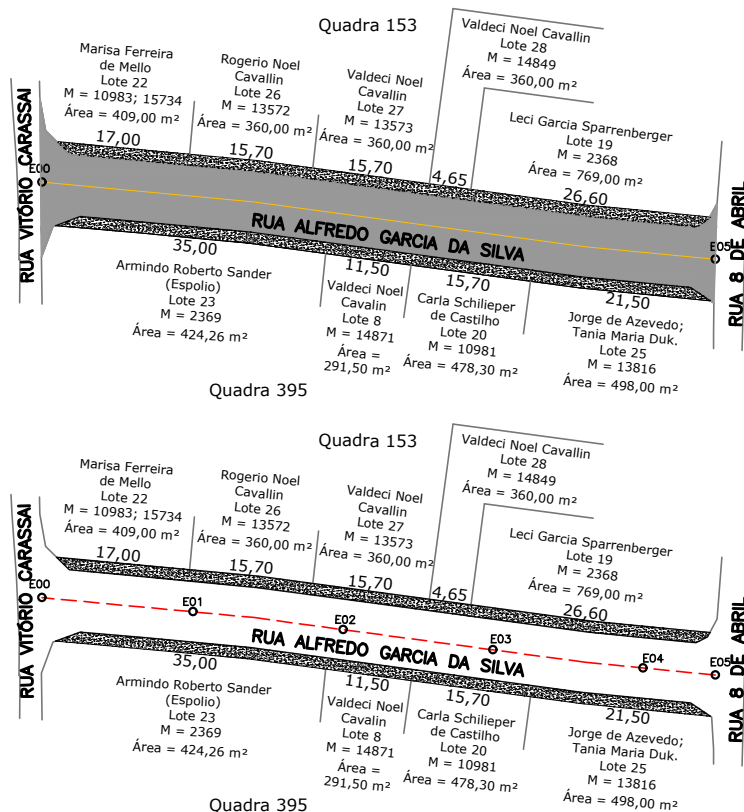 Quadra 153
Marisa Ferreira
de Mello
Lote 22
M = 10983; 15734
Área = 409,00 m²
Rogerio Noel
Cavallin
Lote 26
M = 13572
Área = 360,00 m²
Valdeci Noel
Cavallin
Lote 27
M = 13573
Área = 360,00 m²
Valdeci Noel Cavallin
Lote 28
M = 14849
Área = 360,00 m²
Leci Garcia Sparrenberger
Lote 19
M = 2368
Área = 769,00 m²
17,00
15,70
15,70
4,65
26,60
RUA VITÓRIO CARASSAI
E00
RUA ALFREDO GARCIA DA SILVA
E05
RUA 8 DE ABRIL
35,00
11,50
15,70
21,50
Armindo Roberto Sander
(Espolio)
Lote 23
M = 2369
Área = 424,26 m²
Valdeci Noel
Cavalin
Lote 8
M = 14871
Área =
291,50 m²
Carla Schilieper
de Castilho
Lote 20
M = 10981
Área = 478,30 m²
Jorge de Azevedo;
Tania Maria Duk.
Lote 25
M = 13816
Área = 498,00 m²
Quadra 395
Quadra 153
Marisa Ferreira
de Mello
Lote 22
M = 10983; 15734
Área = 409,00 m²
Rogerio Noel
Cavallin
Lote 26
M = 13572
Área = 360,00 m²
Valdeci Noel
Cavallin
Lote 27
M = 13573
Área = 360,00 m²
Valdeci Noel Cavallin
Lote 28
M = 14849
Área = 360,00 m²
Leci Garcia Sparrenberger
Lote 19
M = 2368
Área = 769,00 m²
17,00
15,70
15,70
4,65
26,60
RUA VITÓRIO CARASSAI
E00
E01
E02
E03
E04
E05
RUA ALFREDO GARCIA DA SILVA
RUA 8 DE ABRIL
35,00
11,50
15,70
21,50
Armindo Roberto Sander
(Espolio)
Lote 23
M = 2369
Área = 424,26 m²
Valdeci Noel
Cavalin
Lote 8
M = 14871
Área =
291,50 m²
Carla Schilieper
de Castilho
Lote 20
M = 10981
Área = 478,30 m²
Jorge de Azevedo;
Tania Maria Duk.
Lote 25
M = 13816
Área = 498,00 m²
Quadra 395